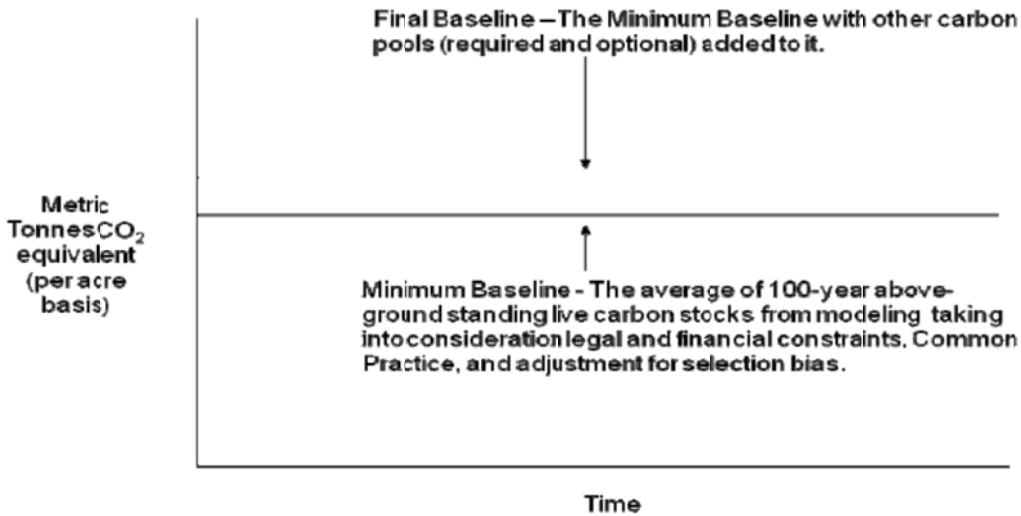 Final Baseline –The Minimum Baseline with other carbon
pools (required and optional) added to it.
Metric
Tonnes CO₂
equivalent
(per acre
basis)
Minimum Baseline - The average of 100-year above-
ground standing live carbon stocks from modeling taking
into consideration legal and financial constraints, Common
Practice, and adjustment for selection bias.
Time